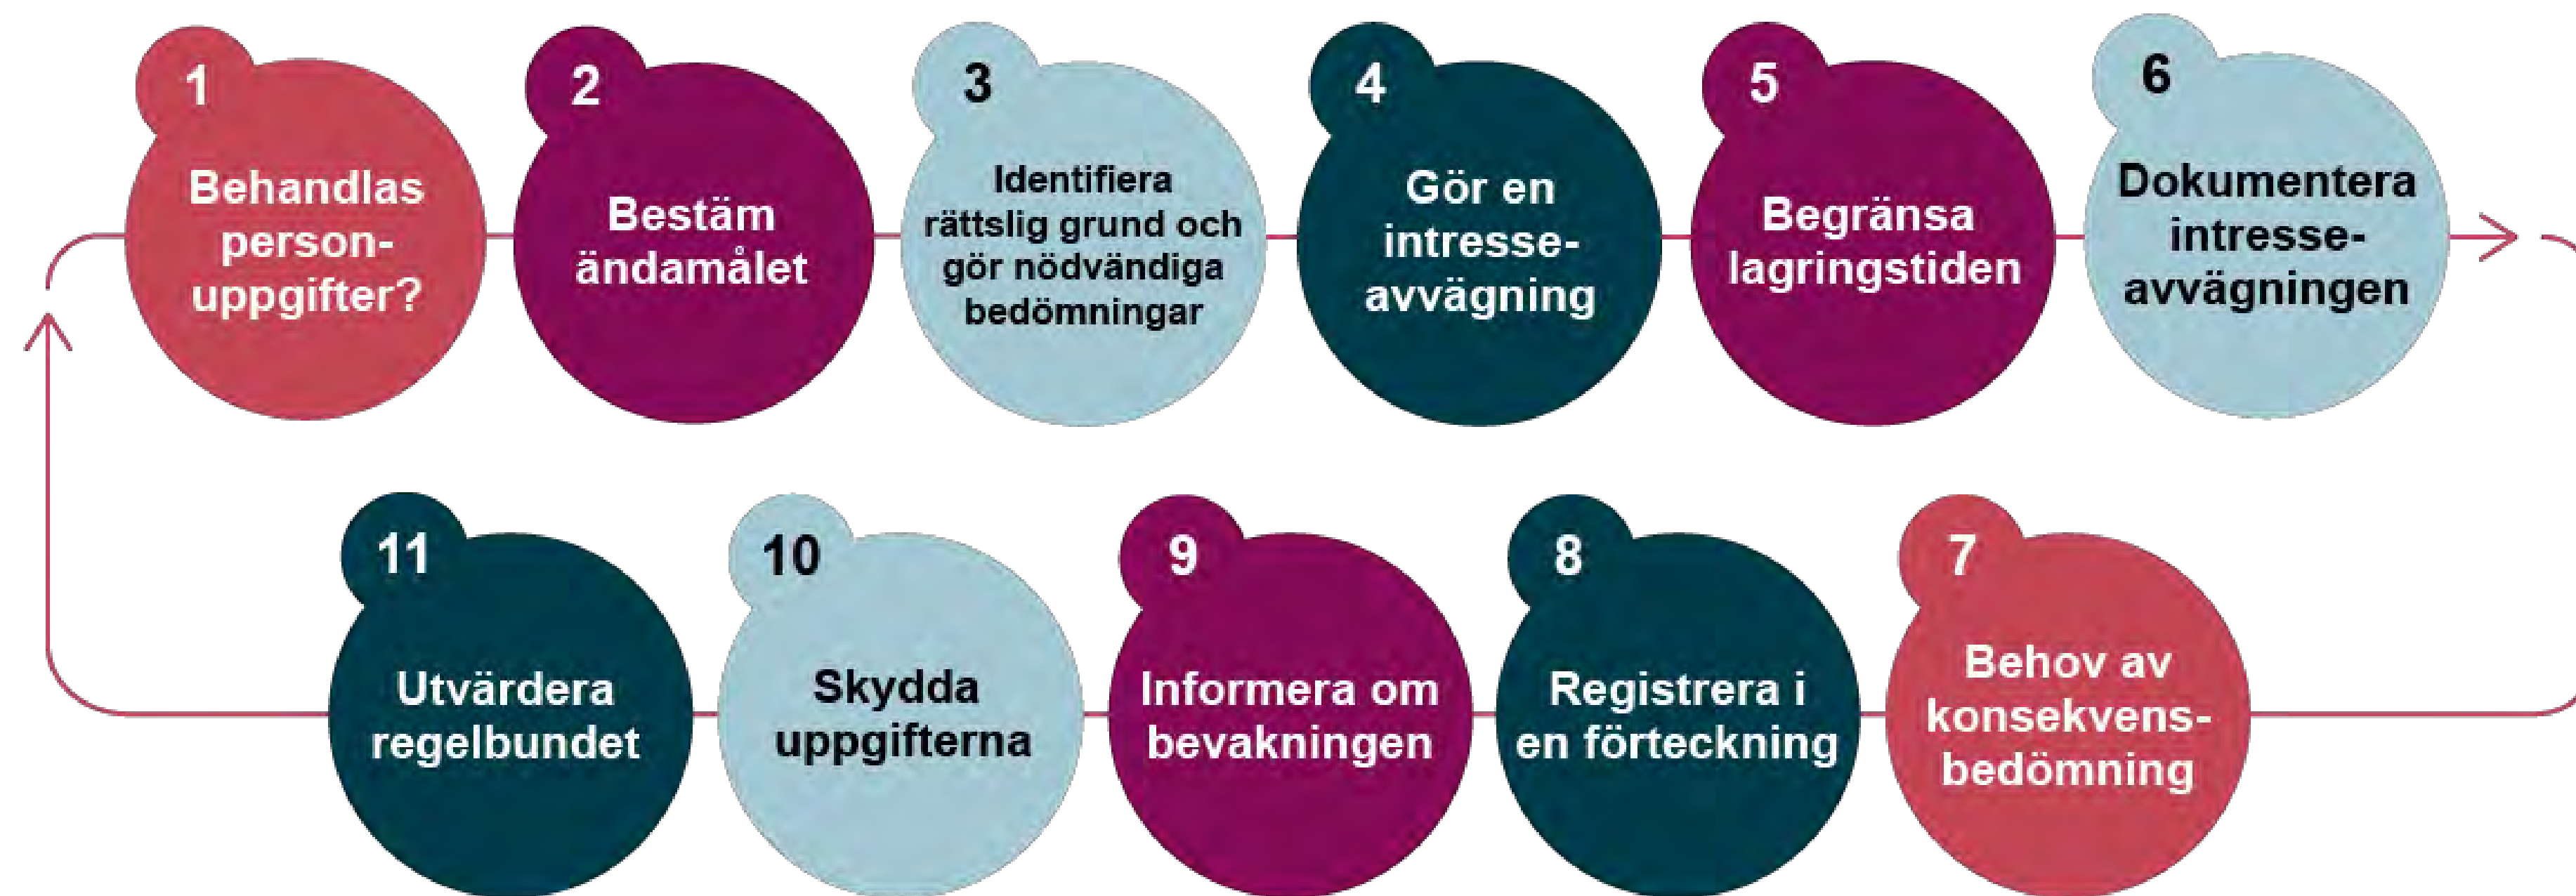 1
Behandlas
person-
uppgifter?
2
Bestäm
ändamålet
3
Identifiera
rättslig grund och
gör nödvändiga
bedömningar
4
Gör en
intresse-
avvägning
5
Begränsa
lagringstiden
6
Dokumentera
intresse-
avvägningen
7
Behov av
konsekvens-
bedömning
8
Registrera i
en förteckning
9
Informera om
bevakningen
10
Skydda
uppgifterna
11
Utvärdera
regelbundet